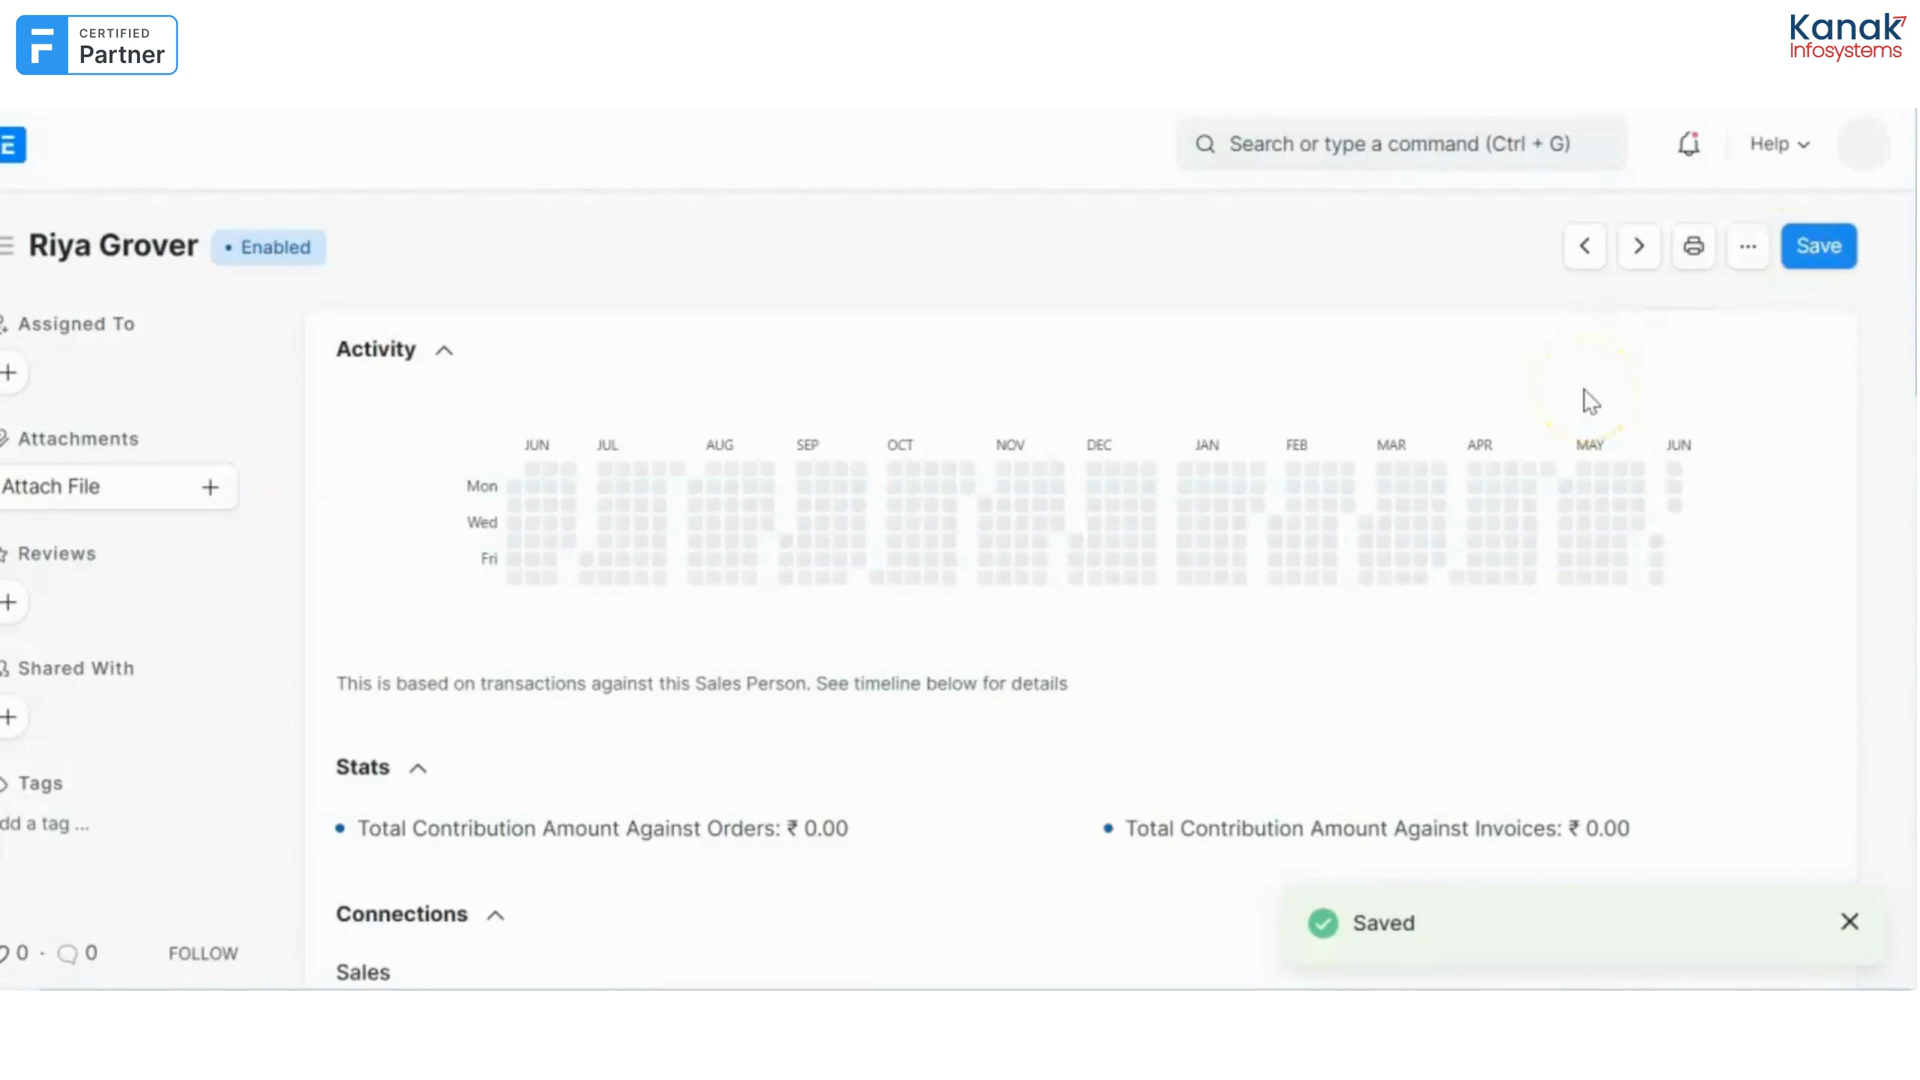 CERTIFIED
Partner
Kanak
Infosystems
E
Search or type a command (Ctrl + G)
Help
Riya Grover
Enabled
Save
Assigned To
Activity
JUN JUL AUG SEP OCT NOV DEC JAN FEB MAR APR MAY JUN
Attachments
Attach File
Mon
Wed
Fri
Reviews
Shared With
This is based on transactions against this Sales Person. See timeline below for details
Stats
Tags
dd a tag ...
Total Contribution Amount Against Orders: ₹ 0.00
Total Contribution Amount Against Invoices: ₹ 0.00
Connections
Saved
0 · 0 FOLLOW
Sales